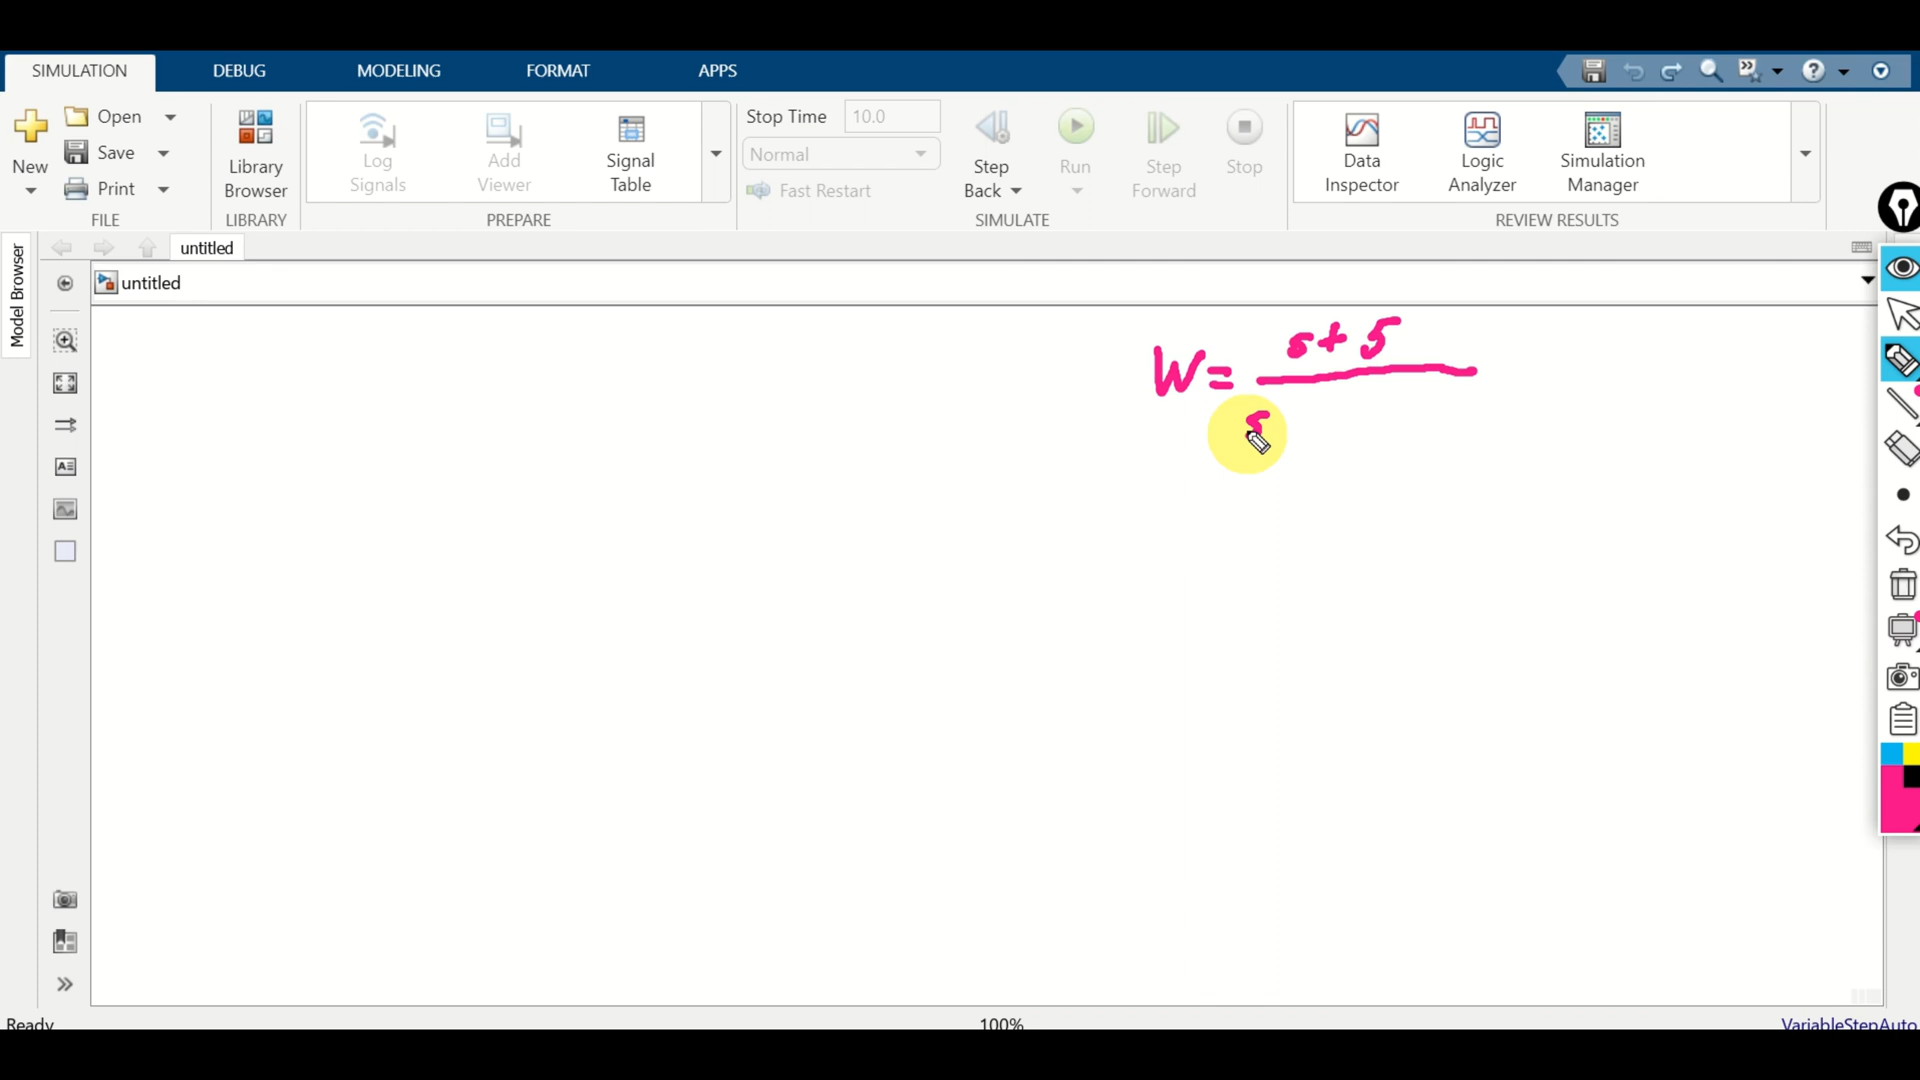 SIMULATION DEBUG MODELING FORMAT APPS
New
Open
Save
Print
FILE
Library Browser
LIBRARY
Log Signals
Add Viewer
Signal Table
PREPARE
Stop Time 10.0
Normal
Fast Restart
Step Back
Run
Step Forward
Stop
SIMULATE
Data Inspector
Logic Analyzer
Simulation Manager
REVIEW RESULTS
Model Browser
untitled
untitled
s+5
W=
s
Ready 100% VariableStepAuto